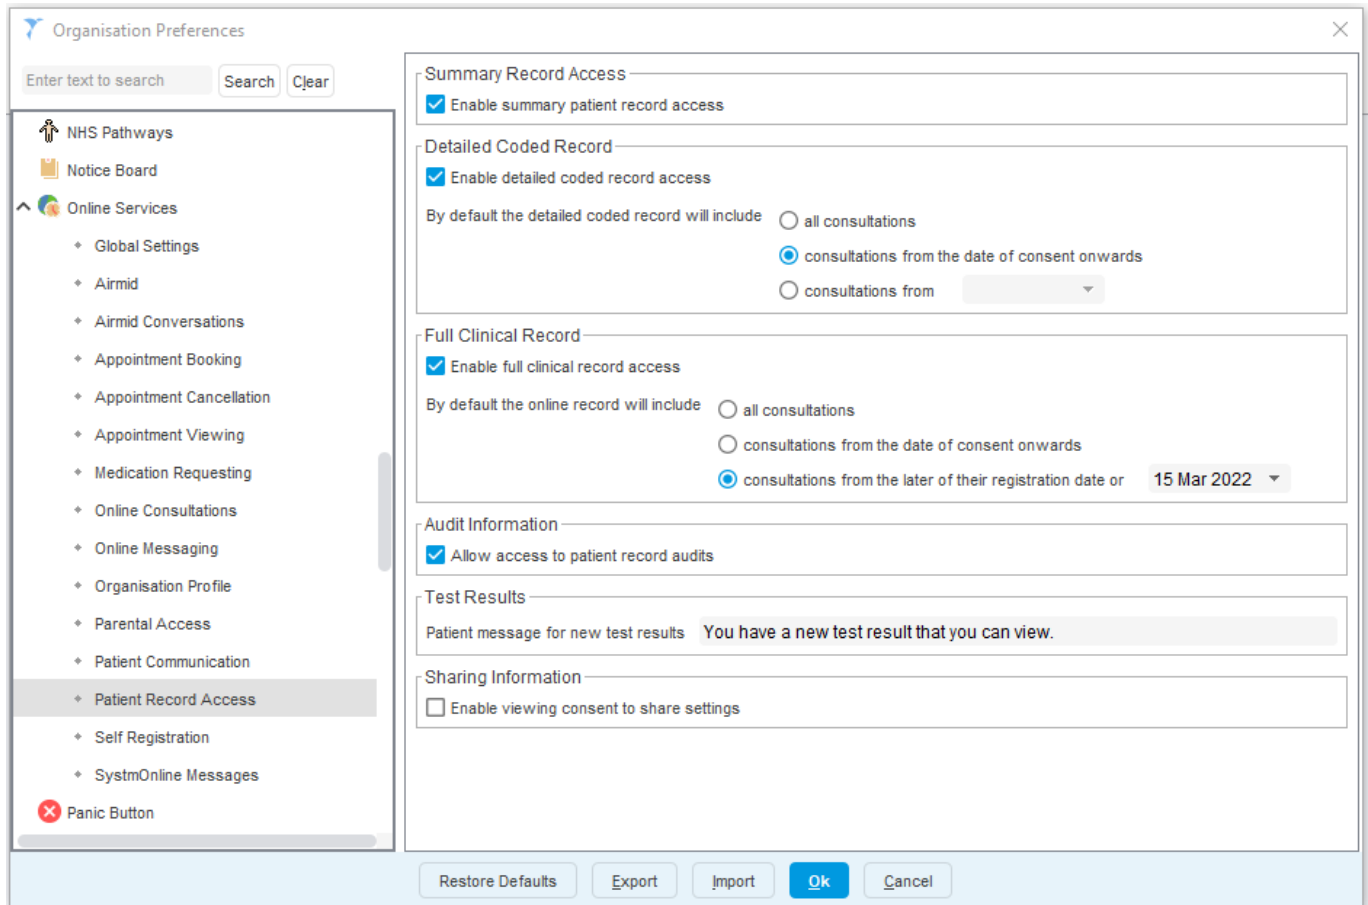 Organisation Preferences
Enter text to search
Search
Clear
NHS Pathways
Notice Board
Online Services
Global Settings
Airmid
Airmid Conversations
Appointment Booking
Appointment Cancellation
Appointment Viewing
Medication Requesting
Online Consultations
Online Messaging
Organisation Profile
Parental Access
Patient Communication
Patient Record Access
Self Registration
SystmOnline Messages
Panic Button
Summary Record Access
Enable summary patient record access
Detailed Coded Record
Enable detailed coded record access
By default the detailed coded record will include
all consultations
consultations from the date of consent onwards
consultations from
Full Clinical Record
Enable full clinical record access
By default the online record will include
all consultations
consultations from the date of consent onwards
consultations from the later of their registration date or 15 Mar 2022
Audit Information
Allow access to patient record audits
Test Results
Patient message for new test results You have a new test result that you can view.
Sharing Information
Enable viewing consent to share settings
Restore Defaults
Export
Import
Ok
Cancel